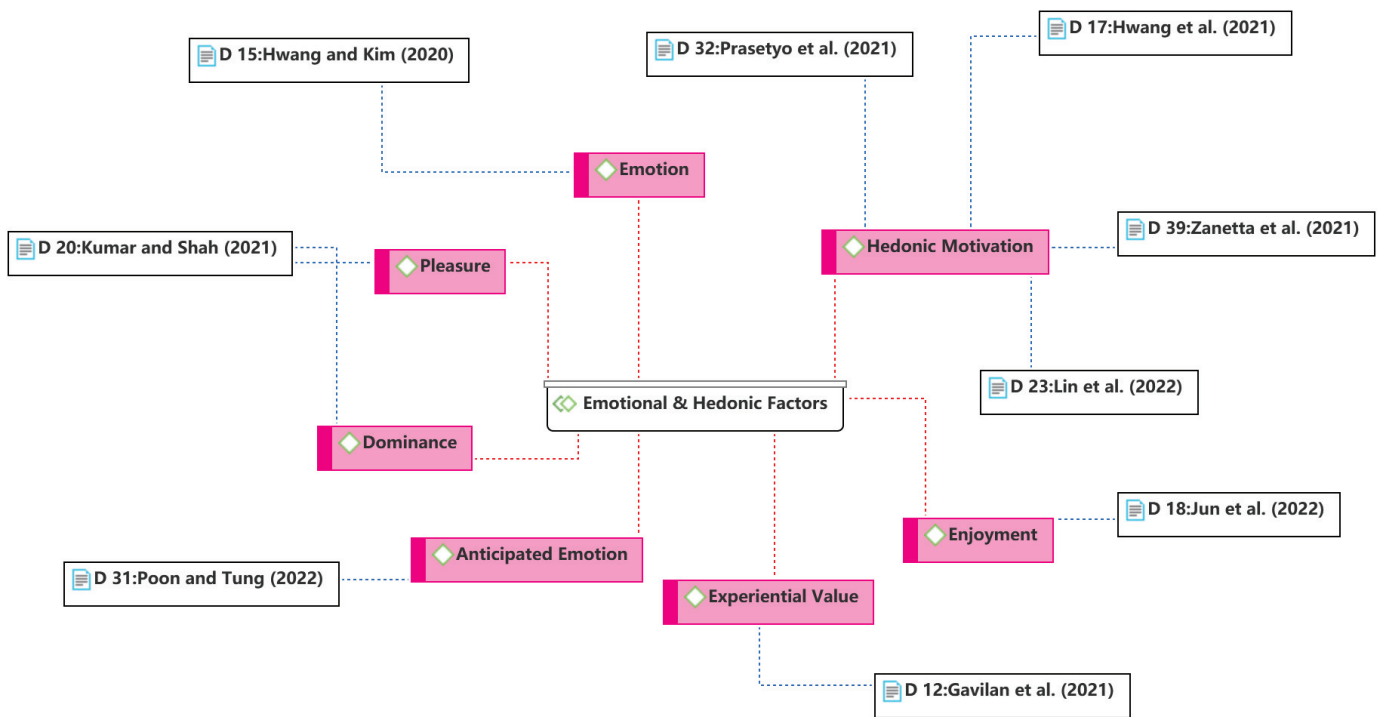 D 17:Hwang et al. (2021)
D 15:Hwang and Kim (2020)
D 32:Prasetyo et al. (2021)
Emotion
D 39:Zanetta et al. (2021)
D 20:Kumar and Shah (2021)
Pleasure
Hedonic Motivation
D 23:Lin et al. (2022)
Emotional & Hedonic Factors
Dominance
D 18:Jun et al. (2022)
Enjoyment
Anticipated Emotion
D 31:Poon and Tung (2022)
Experiential Value
D 12:Gavilan et al. (2021)